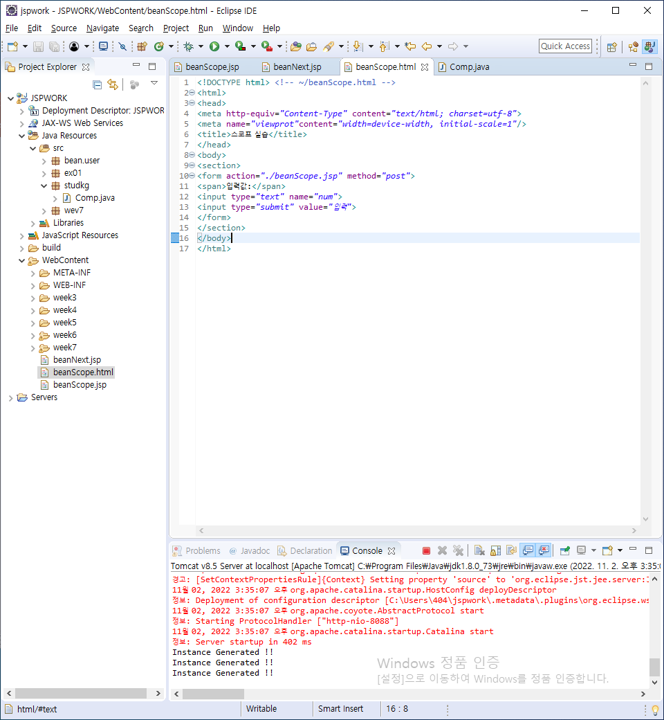 jspwork - JSPWORK/WebContent/beanScope.html - Eclipse IDE
File Edit Source Navigate Search Project Run Window Help
Quick Access
Project Explorer
JSPWORK
Deployment Descriptor: JSPWOR
JAX-WS Web Services
Java Resources
src
bean.user
ex01
studkg
Comp.java
wev7
Libraries
JavaScript Resources
build
WebContent
META-INF
WEB-INF
week3
week4
week5
week6
week7
beanNext.jsp
beanScope.html
beanScope.jsp
Servers
beanScope.jsp beanNext.jsp beanScope.html Comp.java
1 <!DOCTYPE html> <!-- ~/beanScope.html -->
2 <html>
3 <head>
4 <meta http-equiv="Content-Type" content="text/html; charset=utf-8">
5 <meta name="viewprot"content="width=device-width, initial-scale=1"/>
6 <title>스코프 실습</title>
7 </head>
8 <body>
9 <section>
10 <form action="./beanScope.jsp" method="post">
11 <span>입력값:</span>
12 <input type="text" name="num">
13 <input type="submit" value="입력">
14 </form>
15 </section>
16 </body>
17 </html>
Problems Javadoc Declaration Console
Tomcat v8.5 Server at localhost [Apache Tomcat] C:\Program Files\Java\jdk1.8.0_73\jre\bin\javaw.exe (2022. 11. 2. 오후 3:35:0
경고: [SetContextPropertiesRule]{Context} Setting property 'source' to 'org.eclipse.jst.jee.server:
11월 02, 2022 3:35:07 오후 org.apache.catalina.startup.HostConfig deployDescriptor
정보: Deployment of configuration descriptor [C:\Users\404\jspwork\.metadata\.plugins\org.eclipse.ws
11월 02, 2022 3:35:07 오후 org.apache.coyote.AbstractProtocol start
정보: Starting ProtocolHandler ["http-nio-8088"]
11월 02, 2022 3:35:07 오후 org.apache.catalina.startup.Catalina start
정보: Server startup in 402 ms
Instance Generated !!
Instance Generated !!
Instance Generated !!
Windows 정품 인증
[설정]으로 이동하여 Windows를 정품 인증합니다.
html/#text Writable Smart Insert 16 : 8